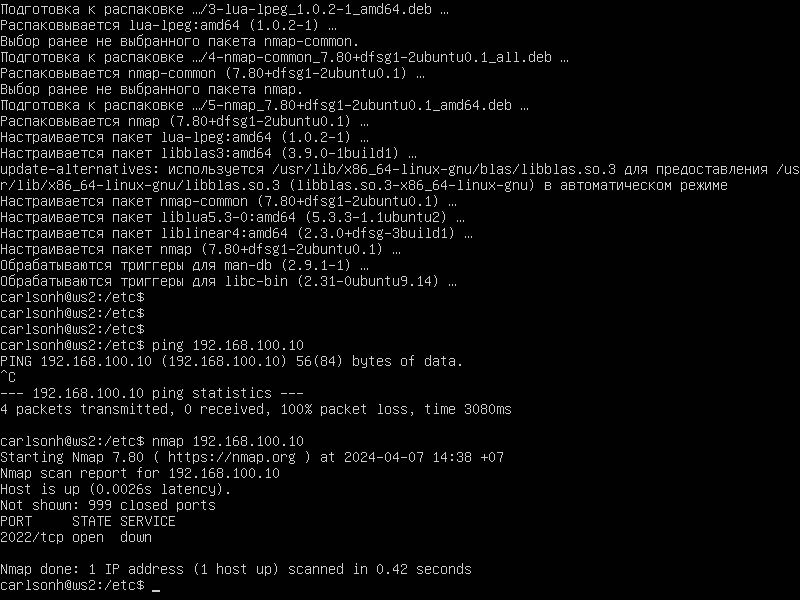 Подготовка к распаковке …/3-lua-lpeg_1.0.2-1_amd64.deb …
Распаковывается lua-lpeg:amd64 (1.0.2-1) …
Выбор ранее не выбранного пакета nmap-common.
Подготовка к распаковке …/4-nmap-common_7.80+dfsg1-2ubuntu0.1_all.deb …
Распаковывается nmap-common (7.80+dfsg1-2ubuntu0.1) …
Выбор ранее не выбранного пакета nmap.
Подготовка к распаковке …/5-nmap_7.80+dfsg1-2ubuntu0.1_amd64.deb …
Распаковывается nmap (7.80+dfsg1-2ubuntu0.1) …
Настраивается пакет lua-lpeg:amd64 (1.0.2-1) …
Настраивается пакет libblas3:amd64 (3.9.0-1build1) …
update-alternatives: используется /usr/lib/x86_64-linux-gnu/blas/libblas.so.3 для предоставления /us
r/lib/x86_64-linux-gnu/libblas.so.3 (libblas.so.3-x86_64-linux-gnu) в автоматическом режиме
Настраивается пакет nmap-common (7.80+dfsg1-2ubuntu0.1) …
Настраивается пакет liblua5.3-0:amd64 (5.3.3-1.1ubuntu2) …
Настраивается пакет liblinear4:amd64 (2.3.0+dfsg-3build1) …
Настраивается пакет nmap (7.80+dfsg1-2ubuntu0.1) …
Обрабатываются триггеры для man-db (2.9.1-1) …
Обрабатываются триггеры для libc-bin (2.31-0ubuntu9.14) …
carlsonh@ws2:/etc$
carlsonh@ws2:/etc$
carlsonh@ws2:/etc$
carlsonh@ws2:/etc$ ping 192.168.100.10
PING 192.168.100.10 (192.168.100.10) 56(84) bytes of data.
^C
--- 192.168.100.10 ping statistics ---
4 packets transmitted, 0 received, 100% packet loss, time 3080ms
carlsonh@ws2:/etc$ nmap 192.168.100.10
Starting Nmap 7.80 ( https://nmap.org ) at 2024-04-07 14:38 +07
Nmap scan report for 192.168.100.10
Host is up (0.0026s latency).
Not shown: 999 closed ports
PORT     STATE SERVICE
2022/tcp open  down
Nmap done: 1 IP address (1 host up) scanned in 0.42 seconds
carlsonh@ws2:/etc$ _